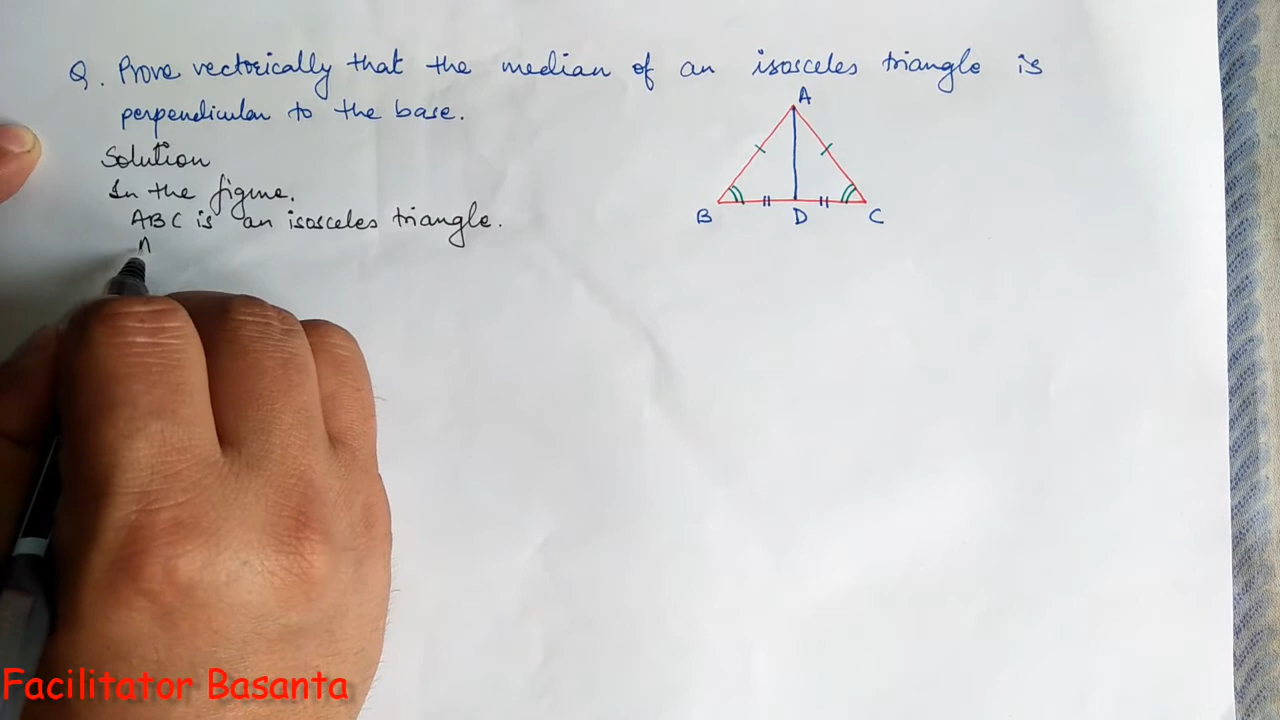 Q. Prove vectorically that the median of an isosceles triangle is
perpendicular to the base.
A
B
D
C
Solution
In the figure.
ABC is an isosceles triangle.
Facilitator Basanta